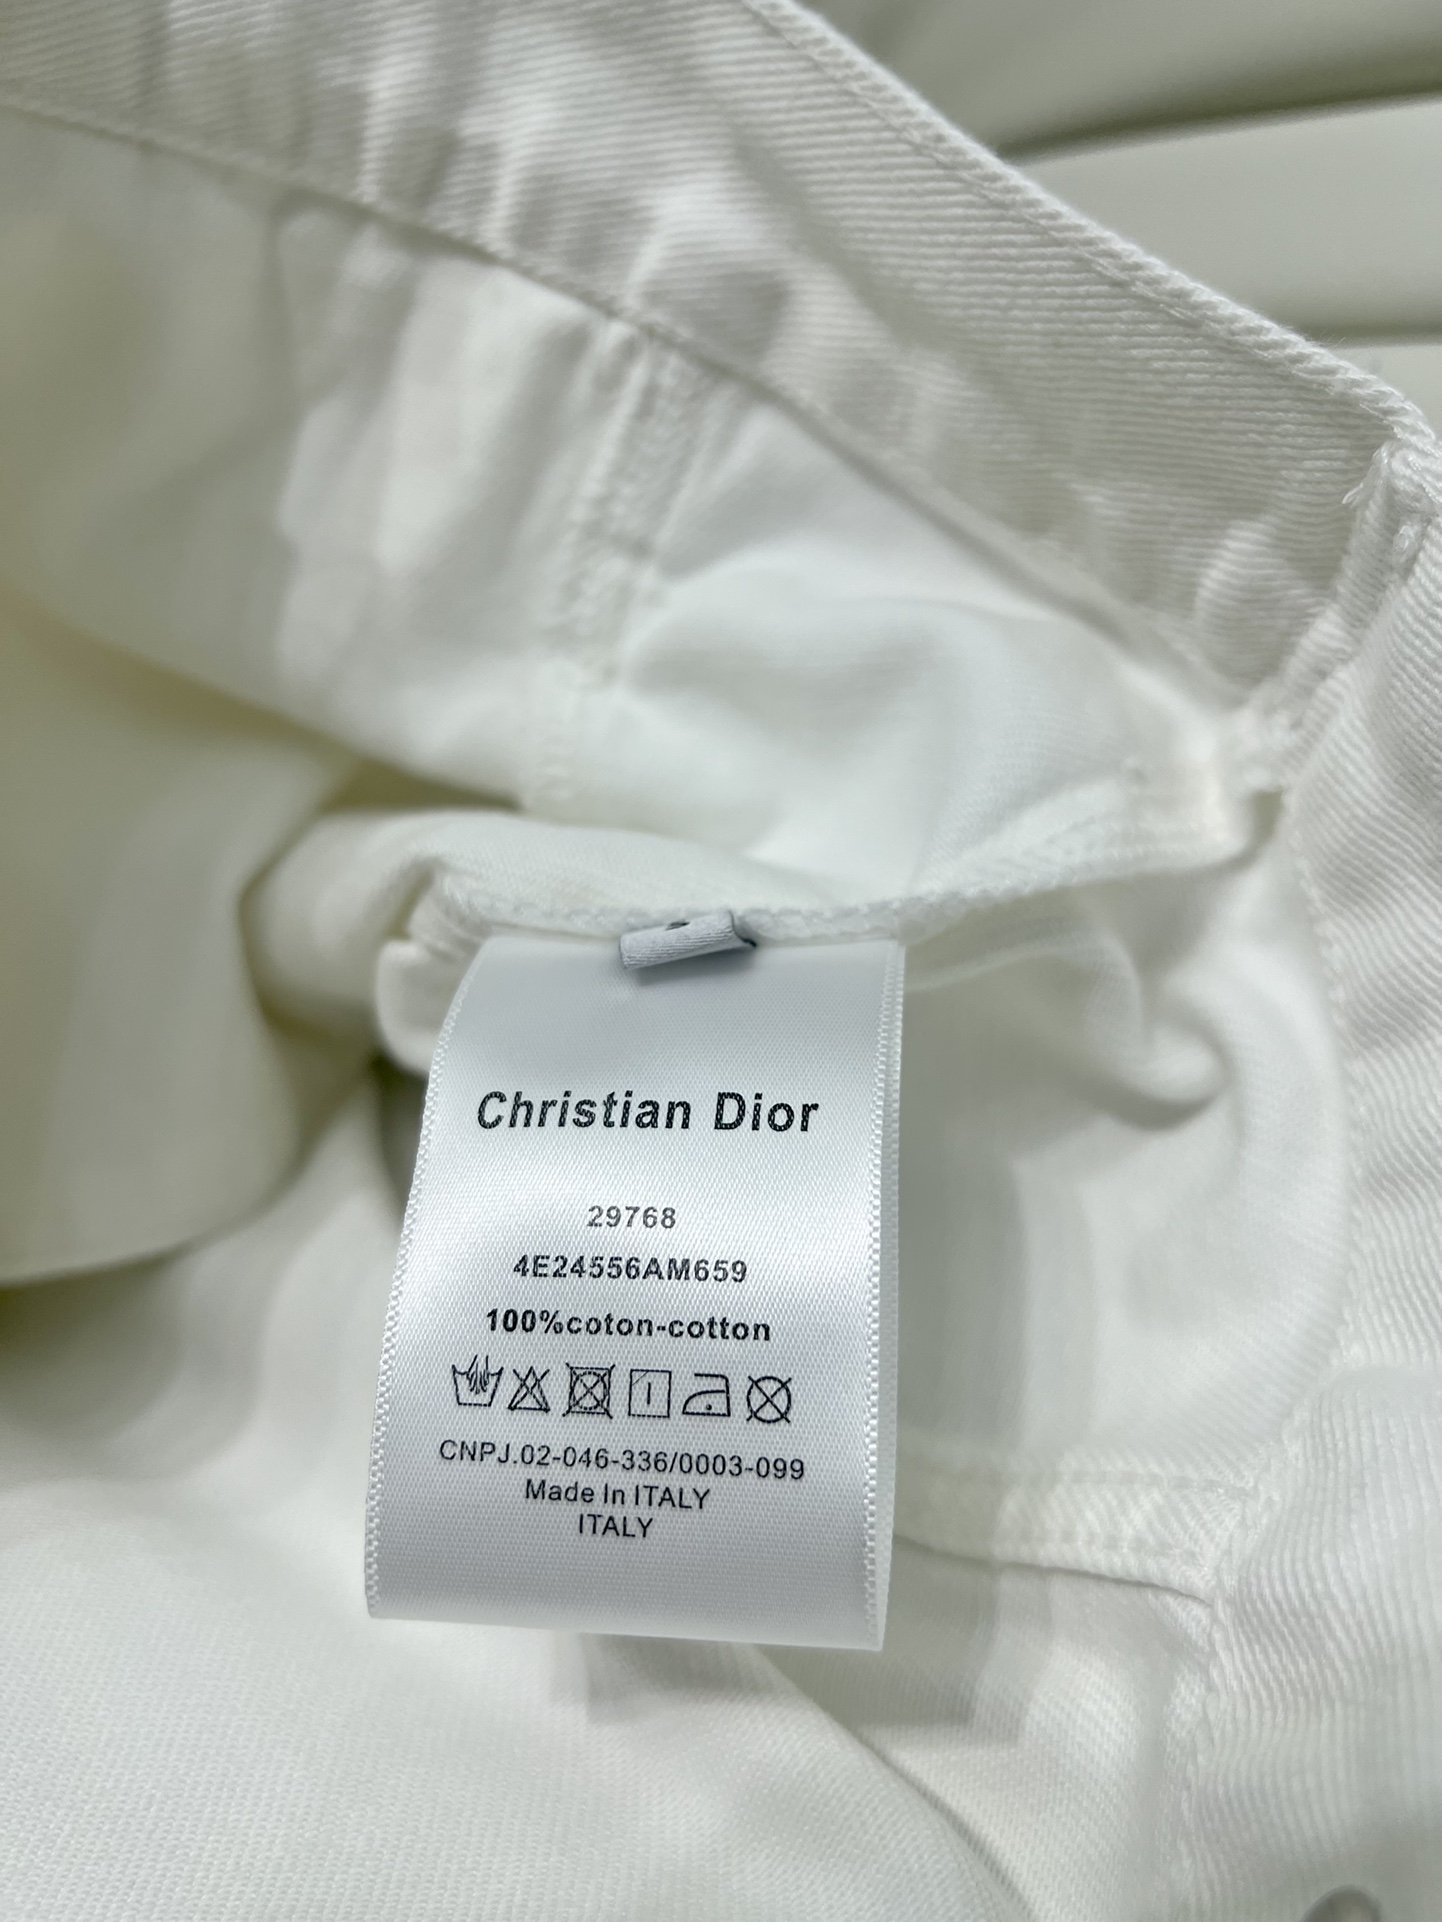 Christian Dior
29768
4E24556AM659
100%coton-cotton
CNPJ.02-046-336/0003-099
Made In ITALY
ITALY